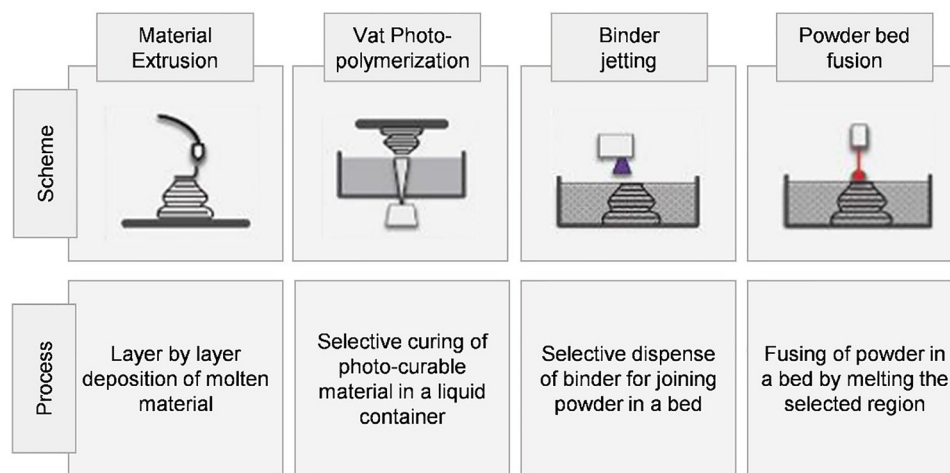 Material
Extrusion
Vat Photo-
polymerization
Binder
jetting
Powder bed
fusion
Scheme
Process
Layer by layer
deposition of molten
material
Selective curing of
photo-curable
material in a liquid
container
Selective dispense
of binder for joining
powder in a bed
Fusing of powder in
a bed by melting the
selected region